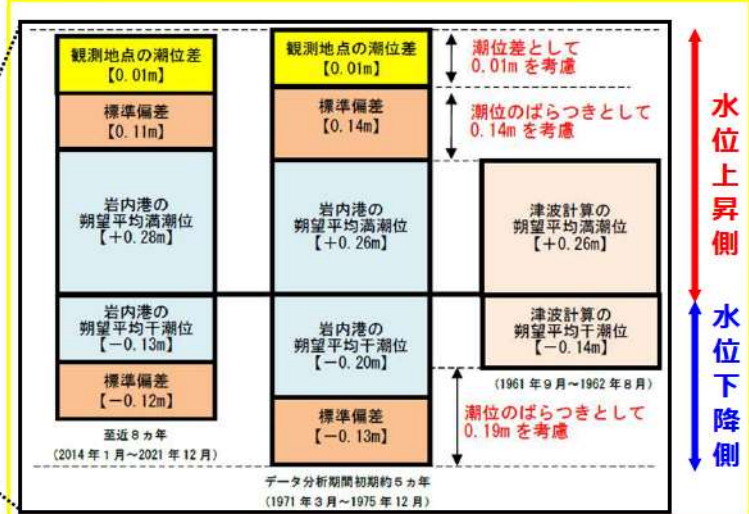 観測地点の潮位差
【0.01m】
標準偏差
【0.11m】
岩内港の
朔望平均満潮位
【+0.28m】
岩内港の
朔望平均干潮位
【−0.13m】
標準偏差
【−0.12m】
至近8ヵ年
(2014年1月~2021年12月)
観測地点の潮位差
【0.01m】
標準偏差
【0.14m】
岩内港の
朔望平均満潮位
【+0.26m】
岩内港の
朔望平均干潮位
【−0.20m】
標準偏差
【−0.13m】
データ分析期間初期約5ヵ年
(1971年3月~1975年12月)
潮位差として
0.01mを考慮
潮位のばらつきとして
0.14mを考慮
津波計算の
朔望平均満潮位
【+0.26m】
津波計算の
朔望平均干潮位
【−0.14m】
(1961年9月~1962年8月)
潮位のばらつきとして
0.19mを考慮
水位上昇側
水位下降側